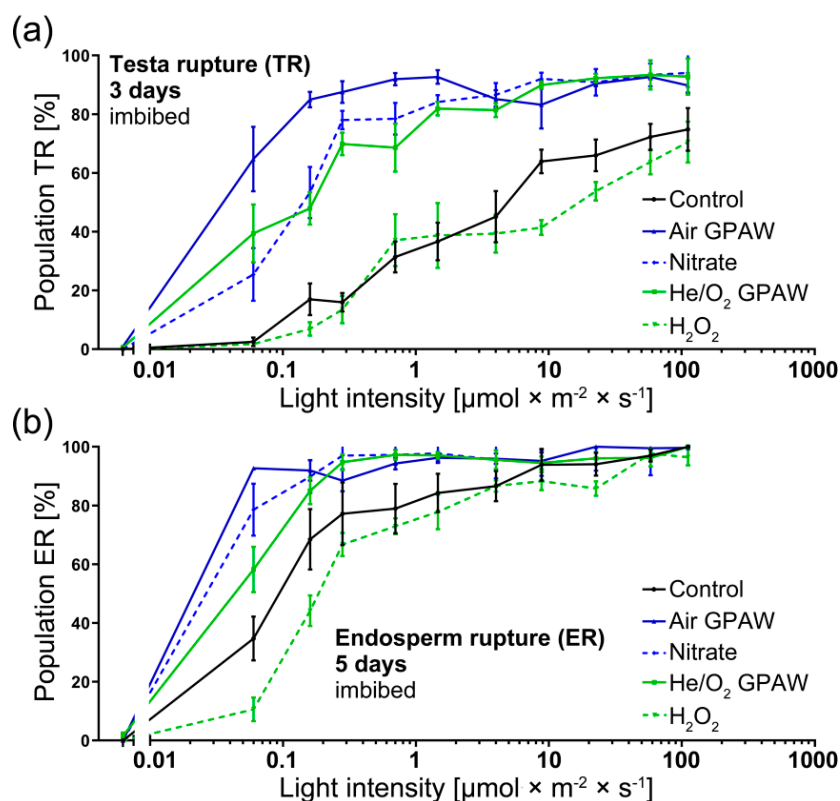 (a)
Testa rupture (TR)
3 days
imbibed
Population TR [%]
100
80
60
40
20
0
Control
Air GPAW
Nitrate
He/O₂ GPAW
H₂O₂
0.01 0.1 1 10 100 1000
Light intensity [μmol × m⁻² × s⁻¹]
(b)
Population ER [%]
100
80
60
40
20
0
Endosperm rupture (ER)
5 days
imbibed
Control
Air GPAW
Nitrate
He/O₂ GPAW
H₂O₂
0.01 0.1 1 10 100 1000
Light intensity [μmol × m⁻² × s⁻¹]